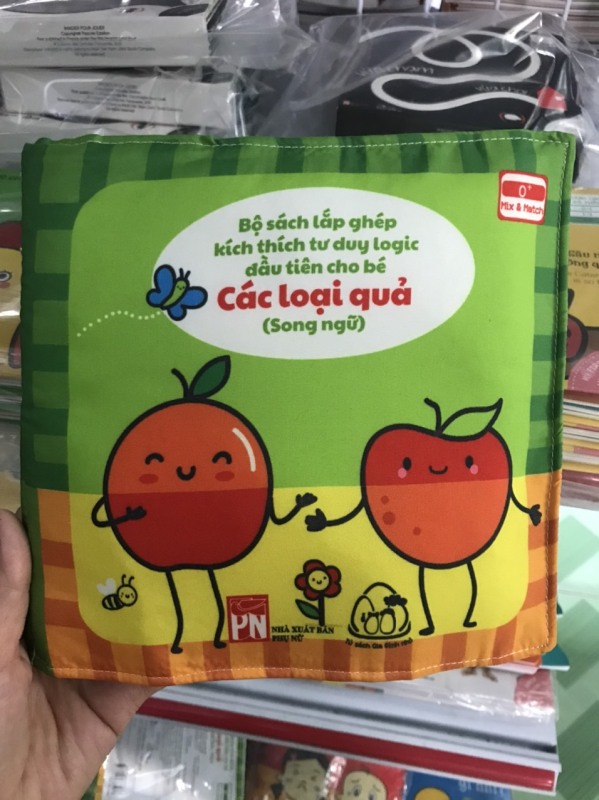 0+
Mix & Match
Bộ sách lắp ghép
kích thích tư duy logic
đầu tiên cho bé
Các loại quả
(Song ngữ)
PN
NHÀ XUẤT BẢN
PHỤ NỮ